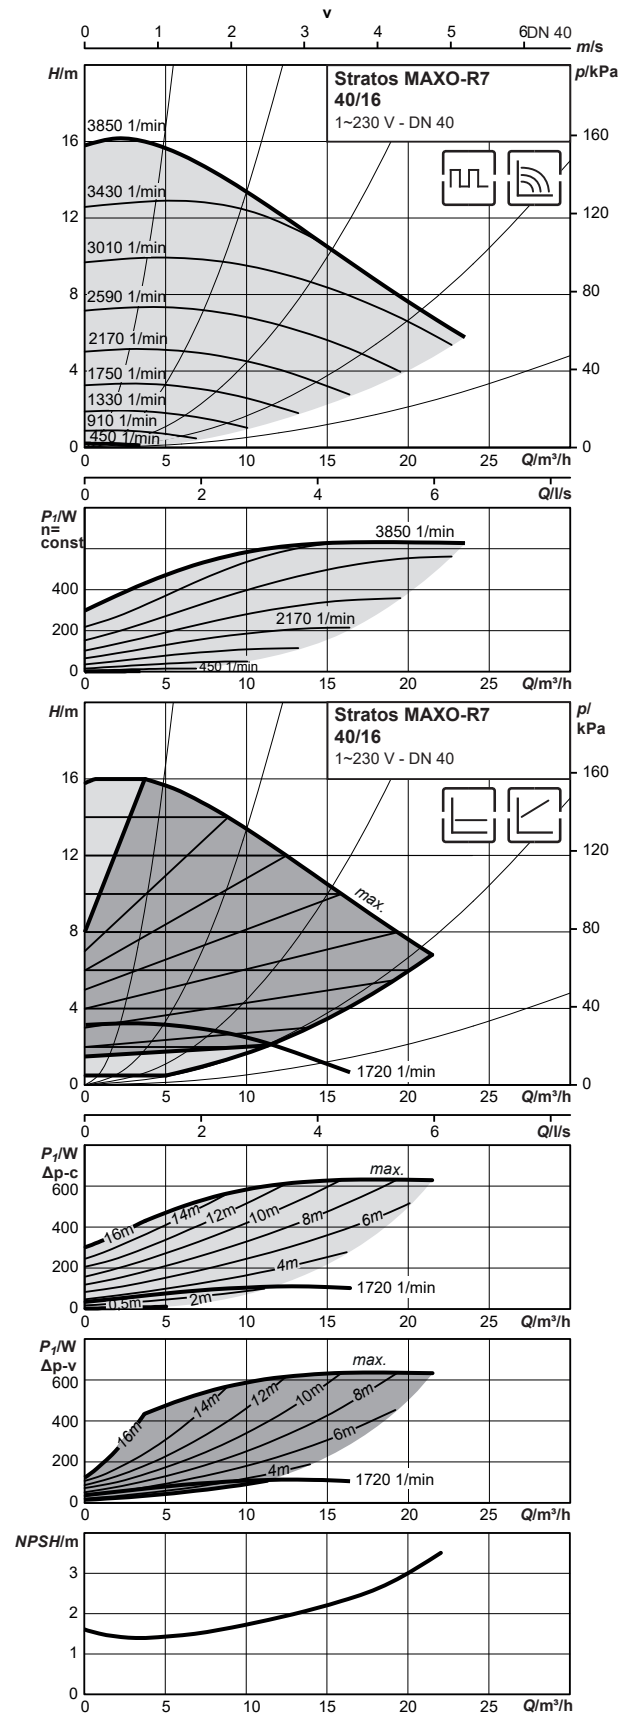 v
0 1 2 3 4 5 6 DN 40
m/s
H/m
p/kPa
Stratos MAXO-R7
40/16
1~230 V - DN 40
3850 1/min
16
160
3430 1/min
12
120
3010 1/min
8
80
2590 1/min
2170 1/min
4
40
1750 1/min
1330 1/min
910 1/min
450 1/min
0
0
0 5 10 15 20 25 Q/m³/h
0 2 4 6 Q/l/s
P₁/W
n=
const
3850 1/min
400
200
2170 1/min
450 1/min
0
0 5 10 15 20 25 Q/m³/h
H/m
p/
kPa
Stratos MAXO-R7
40/16
1~230 V - DN 40
16
160
12
120
max.
8
80
4
40
1720 1/min
0
0
0 5 10 15 20 25 Q/m³/h
0 2 4 6 Q/l/s
P₁/W
Δp-c
600
max.
16m 14m 12m 10m 8m 6m
400
200
4m
1720 1/min
0,5m 2m
0
0 5 10 15 20 25 Q/m³/h
P₁/W
Δp-v
600
max.
16m 14m 12m 10m 8m
400
6m
200
4m
1720 1/min
0
0 5 10 15 20 25 Q/m³/h
NPSH/m
3
2
1
0
0 5 10 15 20 25 Q/m³/h